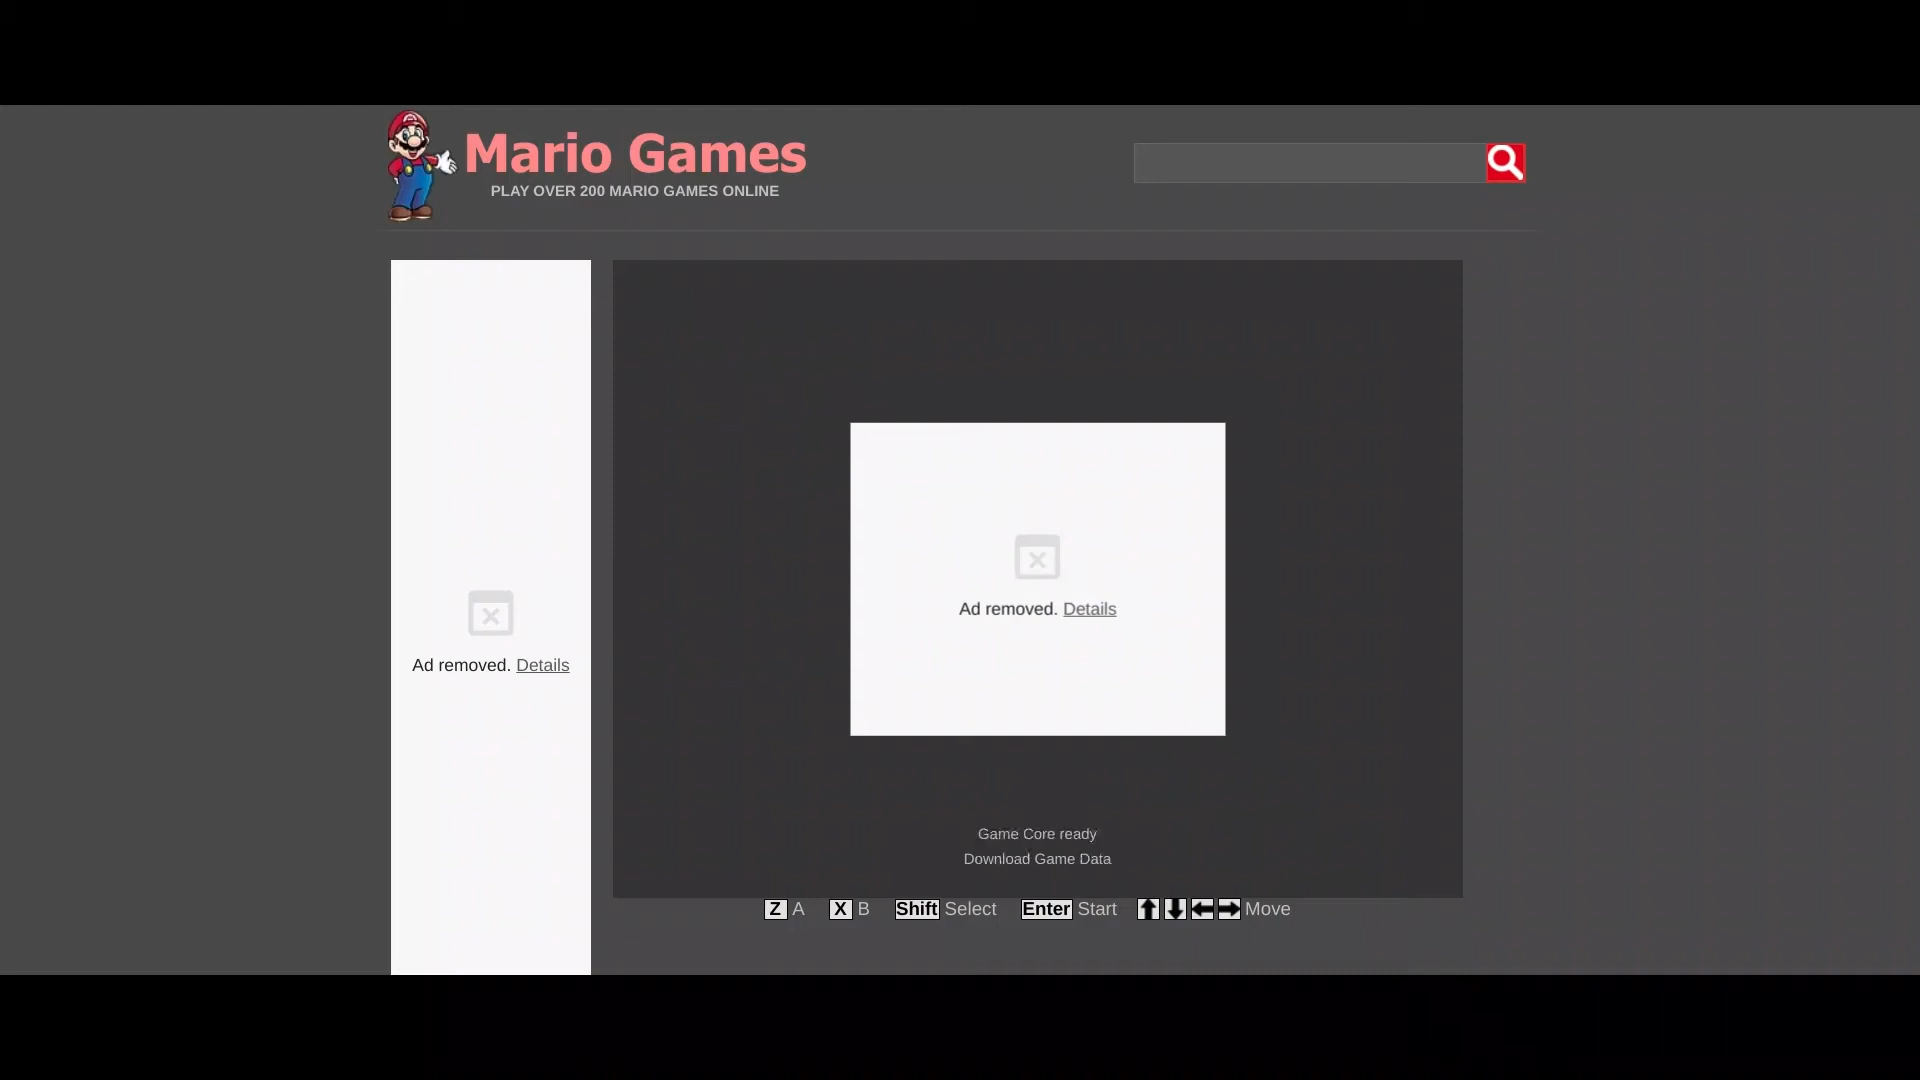 Mario Games
PLAY OVER 200 MARIO GAMES ONLINE
Ad removed. Details
Ad removed. Details
Game Core ready
Download Game Data
Z A X B Shift Select Enter Start Move